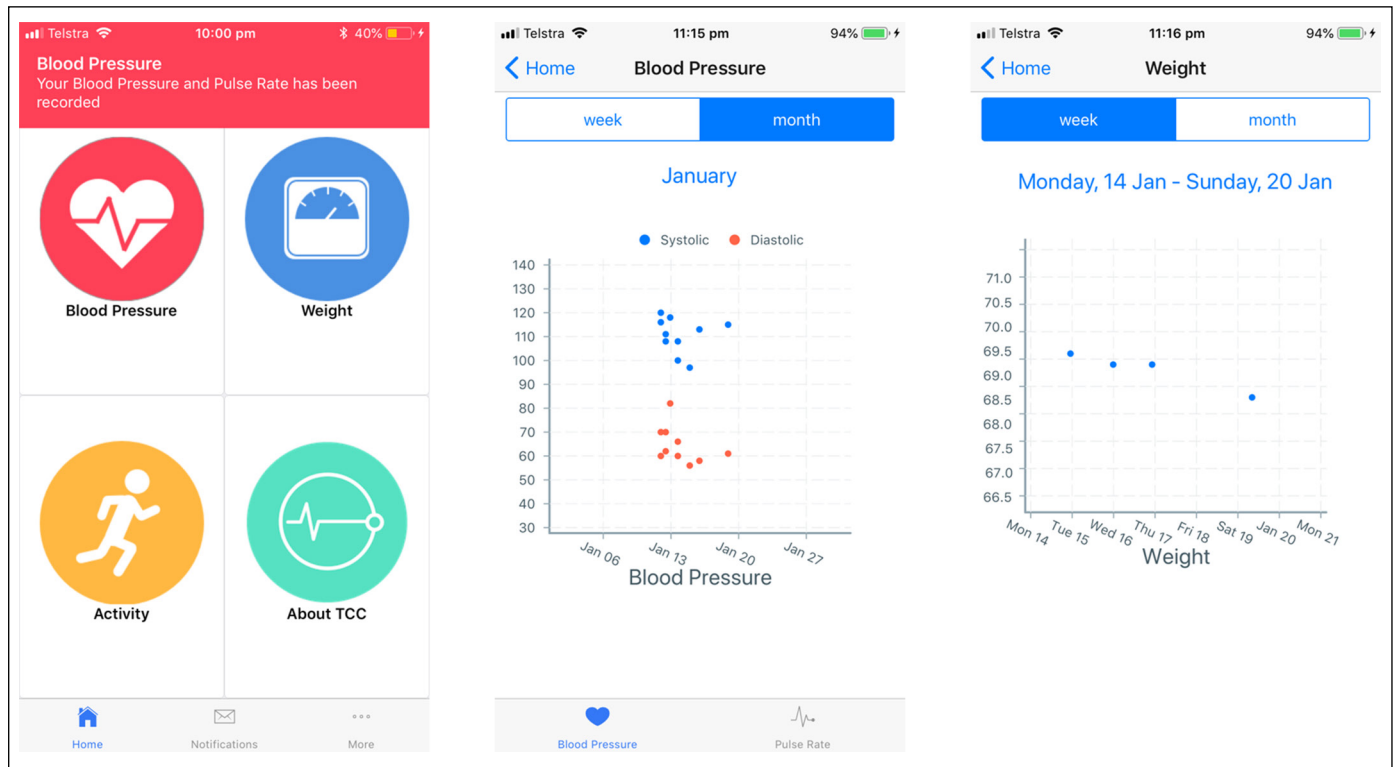 Telstra 10:00 pm 40%
Blood Pressure
Your Blood Pressure and Pulse Rate has been
recorded
Blood Pressure
Weight
Activity
About TCC
Home
Notifications
More
Telstra 11:15 pm 94%
Home
Blood Pressure
week
month
January
Systolic
Diastolic
140
130
120
110
100
90
80
70
60
50
40
30
Jan 06
Jan 13
Jan 20
Jan 27
Blood Pressure
Blood Pressure
Pulse Rate
Telstra 11:16 pm 94%
Home
Weight
week
month
Monday, 14 Jan - Sunday, 20 Jan
71.0
70.5
70.0
69.5
69.0
68.5
68.0
67.5
67.0
66.5
Mon 14
Tue 15
Wed 16
Thu 17
Fri 18
Sat 19
Jan 20
Mon 21
Weight